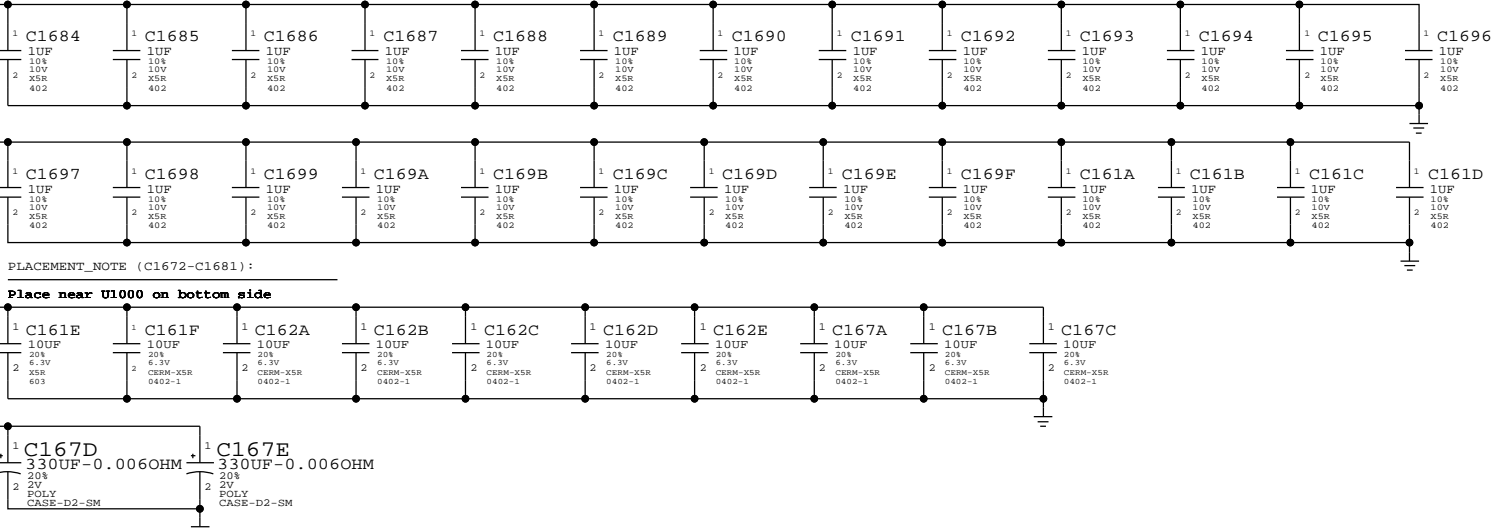 1 C1684 1 C1685 1 C1686 1 C1687 1 C1688 1 C1689 1 C1690 1 C1691 1 C1692 1 C1693 1 C1694 1 C1695 1 C1696
1UF 1UF 1UF 1UF 1UF 1UF 1UF 1UF 1UF 1UF 1UF 1UF 1UF
10% 10% 10% 10% 10% 10% 10% 10% 10% 10% 10% 10% 10%
10V 10V 10V 10V 10V 10V 10V 10V 10V 10V 10V 10V 10V
2 X5R 2 X5R 2 X5R 2 X5R 2 X5R 2 X5R 2 X5R 2 X5R 2 X5R 2 X5R 2 X5R 2 X5R 2 X5R
402 402 402 402 402 402 402 402 402 402 402 402 402
1 C1697 1 C1698 1 C1699 1 C169A 1 C169B 1 C169C 1 C169D 1 C169E 1 C169F 1 C161A 1 C161B 1 C161C 1 C161D
1UF 1UF 1UF 1UF 1UF 1UF 1UF 1UF 1UF 1UF 1UF 1UF 1UF
10% 10% 10% 10% 10% 10% 10% 10% 10% 10% 10% 10% 10%
10V 10V 10V 10V 10V 10V 10V 10V 10V 10V 10V 10V 10V
2 X5R 2 X5R 2 X5R 2 X5R 2 X5R 2 X5R 2 X5R 2 X5R 2 X5R 2 X5R 2 X5R 2 X5R 2 X5R
402 402 402 402 402 402 402 402 402 402 402 402 402
PLACEMENT_NOTE (C1672-C1681):
Place near U1000 on bottom side
1 C161E 1 C161F 1 C162A 1 C162B 1 C162C 1 C162D 1 C162E 1 C167A 1 C167B 1 C167C
10UF 10UF 10UF 10UF 10UF 10UF 10UF 10UF 10UF 10UF
20% 20% 20% 20% 20% 20% 20% 20% 20% 20%
6.3V 6.3V 6.3V 6.3V 6.3V 6.3V 6.3V 6.3V 6.3V 6.3V
2 X5R 2 CERM-X5R 2 CERM-X5R 2 CERM-X5R 2 CERM-X5R 2 CERM-X5R 2 CERM-X5R 2 CERM-X5R 2 CERM-X5R 2 CERM-X5R
603 0402-1 0402-1 0402-1 0402-1 0402-1 0402-1 0402-1 0402-1 0402-1
1 C167D 1 C167E
330UF-0.006OHM 330UF-0.006OHM
20% 20%
2 2V 2 2V
POLY POLY
CASE-D2-SM CASE-D2-SM